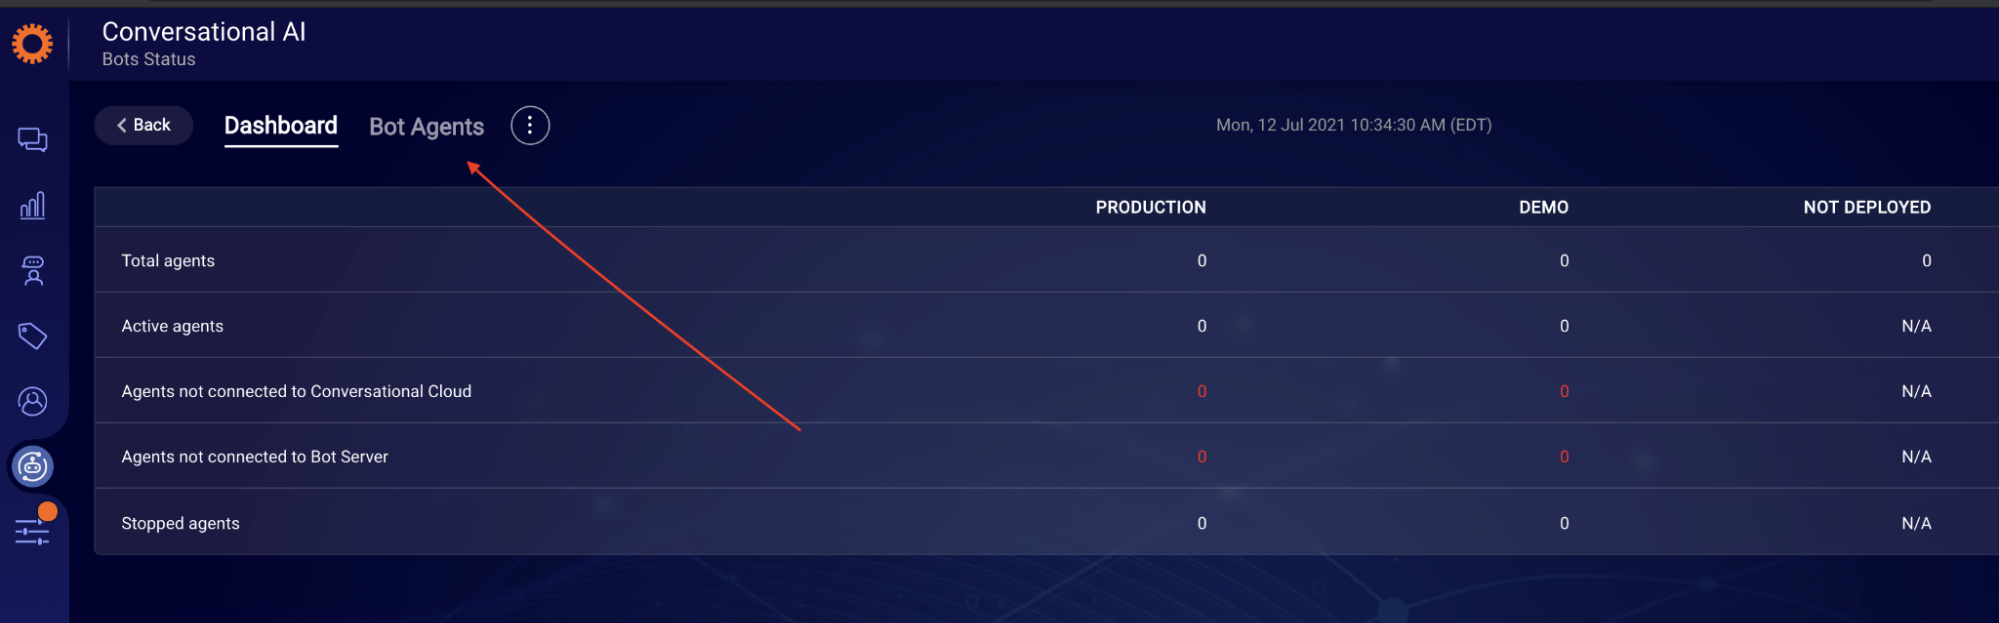 Conversational AI
Bots Status
Back Dashboard Bot Agents Mon, 12 Jul 2021 10:34:30 AM (EDT)
PRODUCTION DEMO NOT DEPLOYED
Total agents 0 0 0
Active agents 0 0 N/A
Agents not connected to Conversational Cloud 0 0 N/A
Agents not connected to Bot Server 0 0 N/A
Stopped agents 0 0 N/A